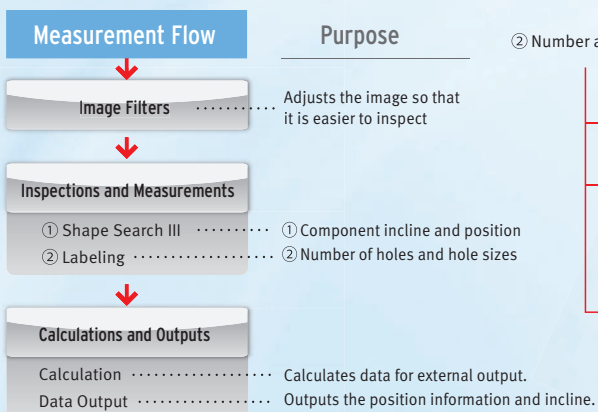 Measurement Flow
Purpose
② Number a
Image Filters ·········· Adjusts the image so that
it is easier to inspect
Inspections and Measurements
① Shape Search III ·········· ① Component incline and position
② Labeling ·················· ② Number of holes and hole sizes
Calculations and Outputs
Calculation ·················· Calculates data for external output.
Data Output ················· Outputs the position information and incline.